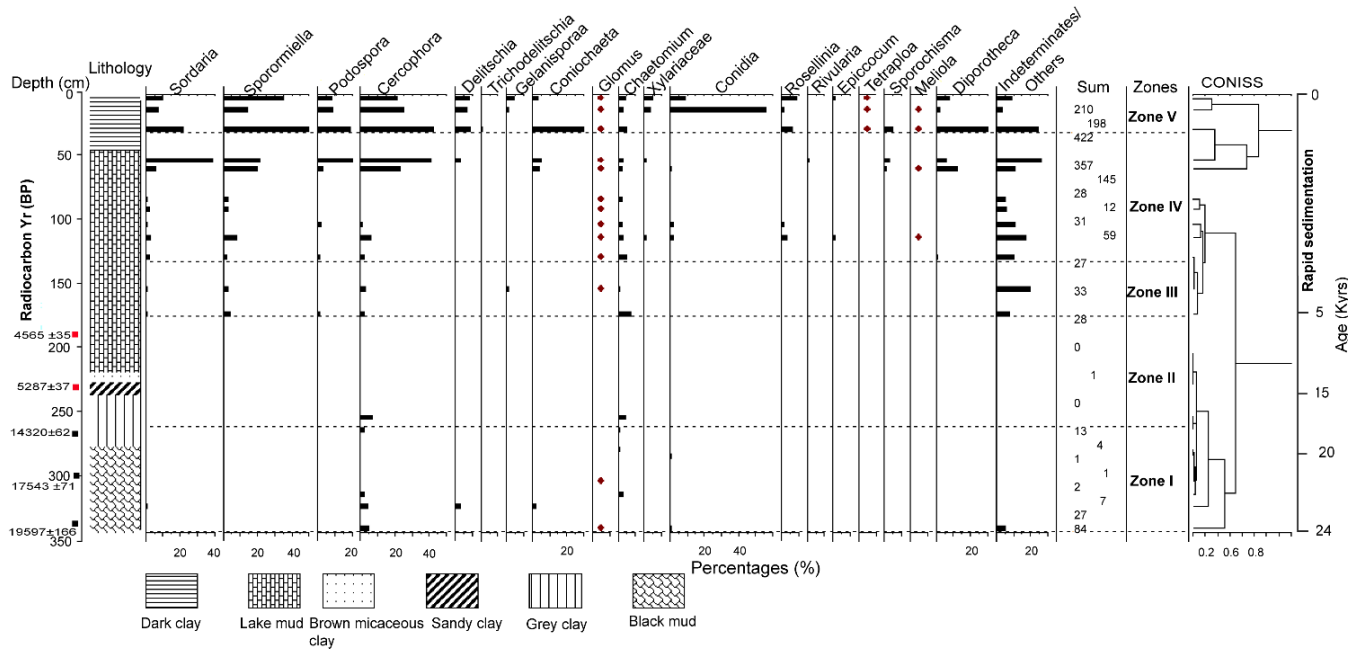 Depth (cm)
Lithology
Sordaria
Sporormiella
Podospora
Cercophora
Delitschia
Trichodelitschia
Gelanisporaa
Coniochaeta
Glomus
Chaetomium
Xylariaceae
Conidia
Rosellinia
Rivularia
Epiccocum
Tetraploa
Sporochisma
Meliola
Diporotheca
Indeterminates/
Others
Sum
Zones
CONISS
0
50
100
150
200
250
300
350
Radiocarbon Yr (BP)
4565 ±35
5287±37
14320±62
17543 ±71
19597±166
210
198
422
357
145
28
12
31
59
27
33
28
0
1
0
13
4
1
1
2
7
27
84
Zone V
Zone IV
Zone III
Zone II
Zone I
Rapid sedimentation
Age (Kyrs)
0
5
15
20
24
20 40
20 40
20
20 40
20
20 40
20
20
0.2 0.6 0.8
Percentages (%)
Dark clay
Lake mud
Brown micaceous
clay
Sandy clay
Grey clay
Black mud